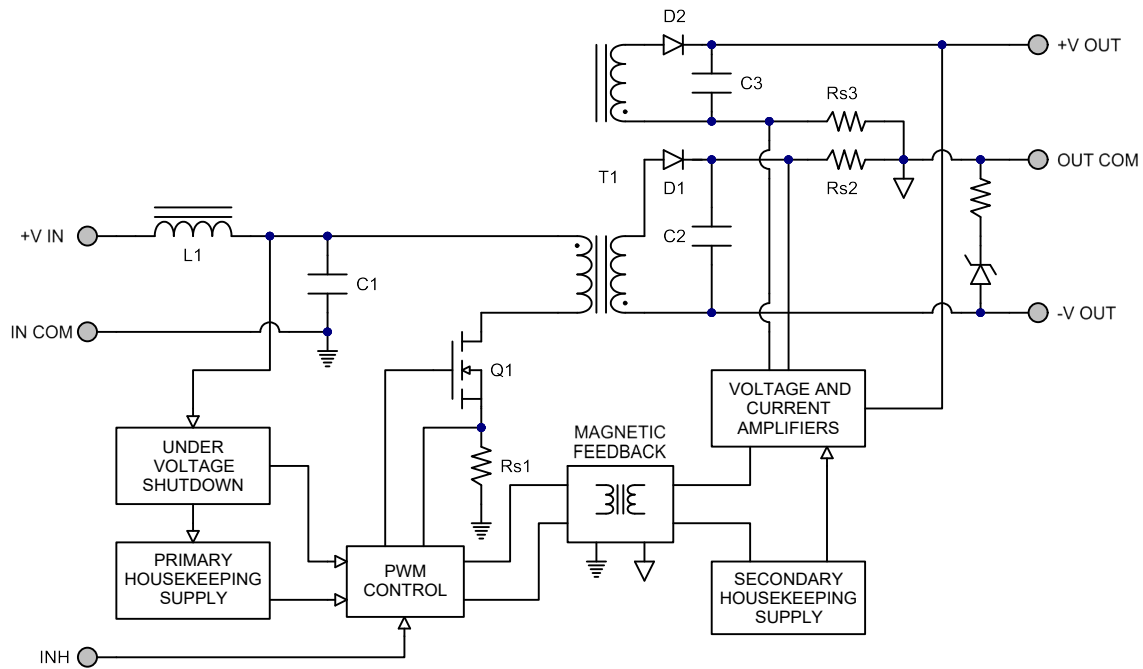 D2
+V OUT
C3
Rs3
OUT COM
T1
D1
Rs2
C2
+V IN
L1
C1
IN COM
-V OUT
Q1
VOLTAGE AND
CURRENT
AMPLIFIERS
MAGNETIC
FEEDBACK
UNDER
VOLTAGE
SHUTDOWN
Rs1
PRIMARY
HOUSEKEEPING
SUPPLY
PWM
CONTROL
SECONDARY
HOUSEKEEPING
SUPPLY
INH